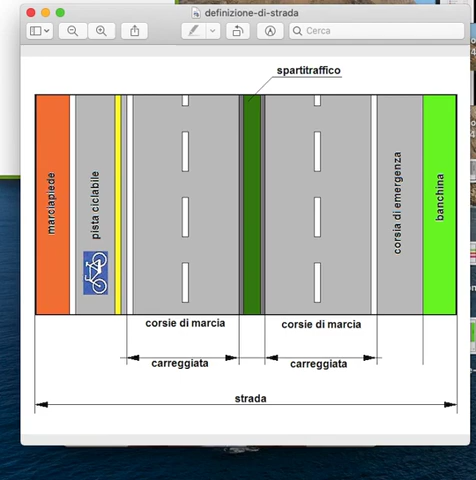 definizione-di-strada
Cerca
spartitraffico
marciapiede
pista ciclabile
corsia di emergenza
banchina
corsie di marcia
corsie di marcia
carreggiata
carreggiata
strada